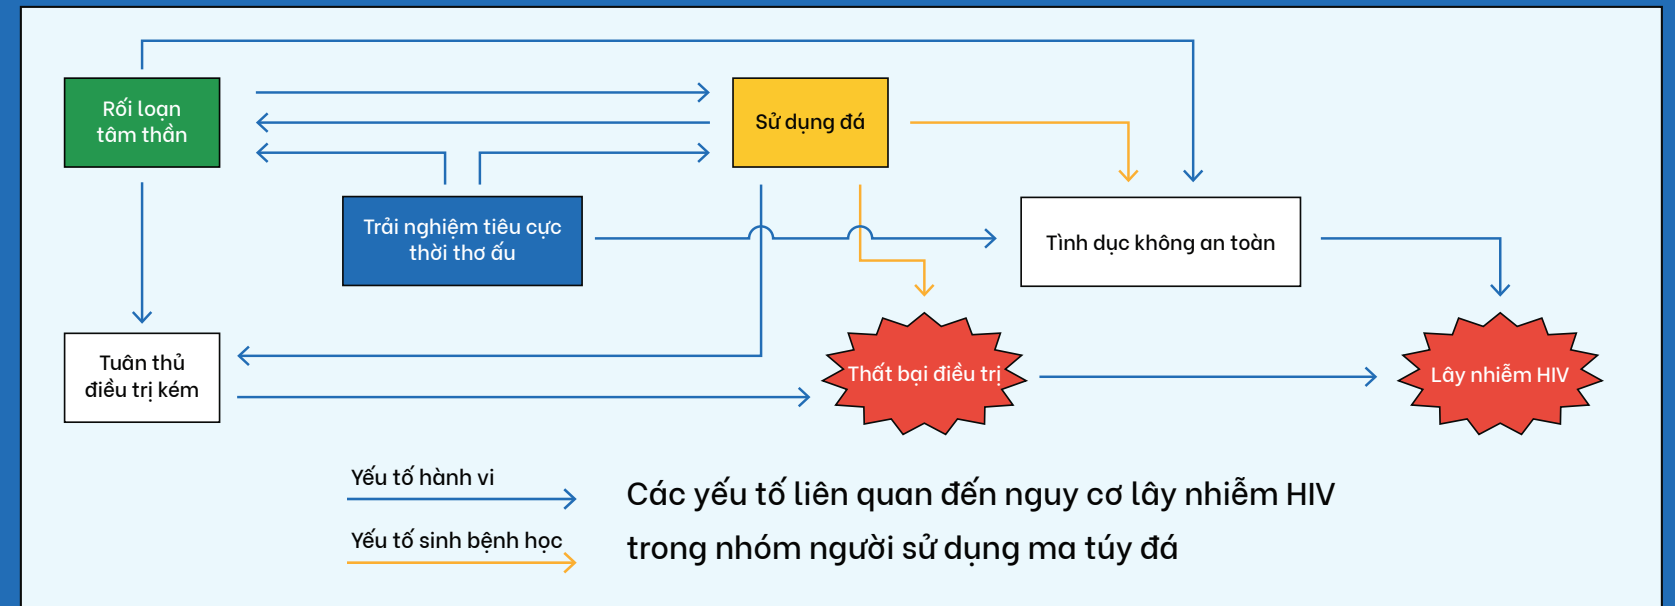 Rối loạn
tâm thần
Sử dụng đá
Trải nghiệm tiêu cực
thời thơ ấu
Tình dục không an toàn
Tuân thủ
điều trị kém
Thất bại điều trị
Lây nhiễm HIV
Yếu tố hành vi
Yếu tố sinh bệnh học
Các yếu tố liên quan đến nguy cơ lây nhiễm HIV
trong nhóm người sử dụng ma túy đá